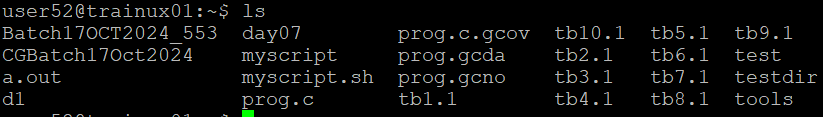 user52@trainux01:~$ ls
Batch17OCT2024_553  day07        prog.c.gcov  tb10.1  tb5.1  tb9.1
CGBatch17Oct2024    myscript     prog.gcda    tb2.1   tb6.1  test
a.out               myscript.sh  prog.gcno    tb3.1   tb7.1  testdir
d1                  prog.c       tb1.1        tb4.1   tb8.1  tools
user52@trainux01:~$